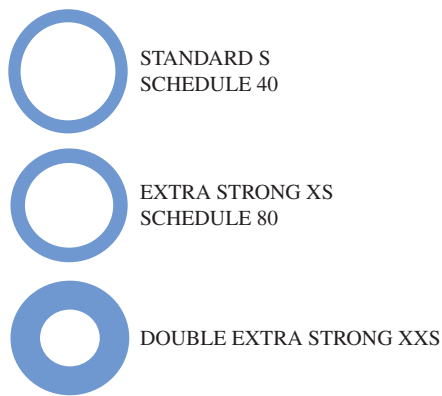 STANDARD S
SCHEDULE 40
EXTRA STRONG XS
SCHEDULE 80
DOUBLE EXTRA STRONG XXS